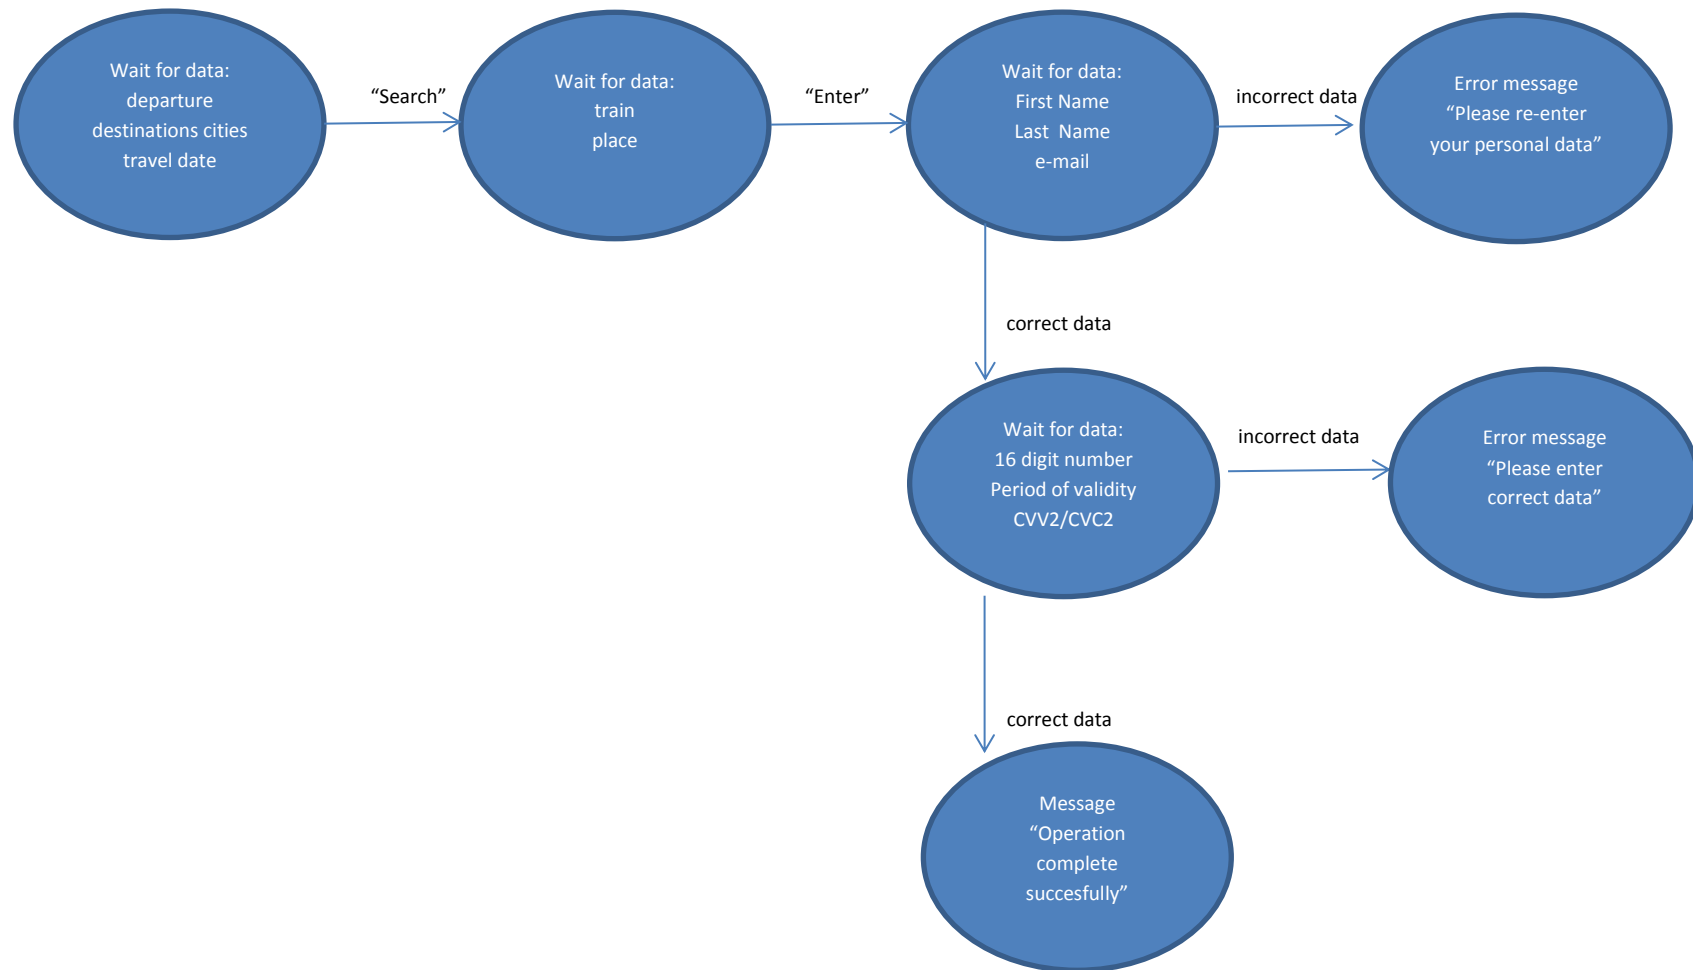 Wait for data:
departure
destinations cities
travel date
“Search”
Wait for data:
train
place
“Enter”
Wait for data:
First Name
Last  Name
e-mail
incorrect data
Error message
“Please re-enter
your personal data”
correct data
Wait for data:
16 digit number
Period of validity
CVV2/CVC2
incorrect data
Error message
“Please enter
correct data”
correct data
Message
“Operation
complete
succesfully”